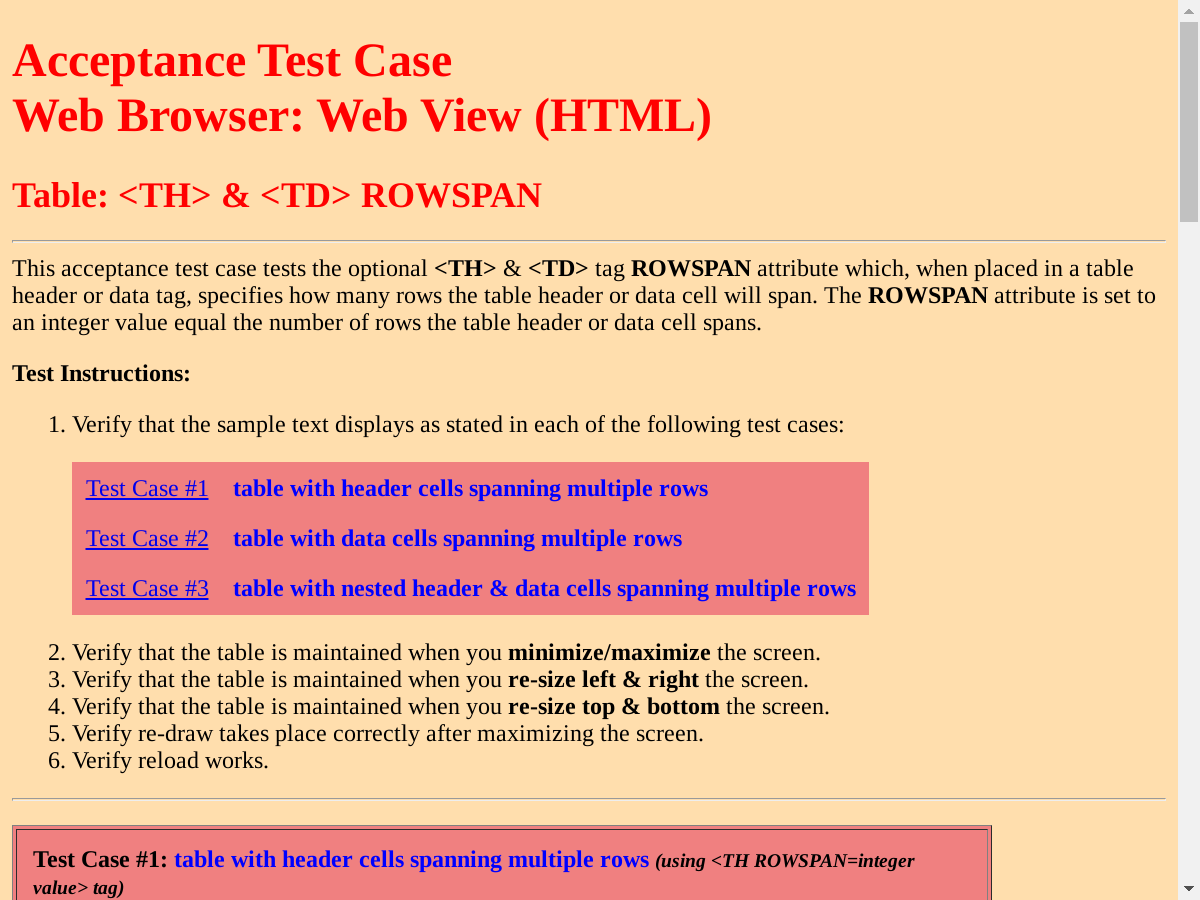 Acceptance Test Case
Web Browser: Web View (HTML)
Table: <TH> & <TD> ROWSPAN
This acceptance test case tests the optional <TH> & <TD> tag ROWSPAN attribute which, when placed in a table
header or data tag, specifies how many rows the table header or data cell will span. The ROWSPAN attribute is set to
an integer value equal the number of rows the table header or data cell spans.
Test Instructions:
1. Verify that the sample text displays as stated in each of the following test cases:
Test Case #1 table with header cells spanning multiple rows
Test Case #2 table with data cells spanning multiple rows
Test Case #3 table with nested header & data cells spanning multiple rows
2. Verify that the table is maintained when you minimize/maximize the screen.
3. Verify that the table is maintained when you re-size left & right the screen.
4. Verify that the table is maintained when you re-size top & bottom the screen.
5. Verify re-draw takes place correctly after maximizing the screen.
6. Verify reload works.
Test Case #1: table with header cells spanning multiple rows (using <TH ROWSPAN=integer
value> tag)